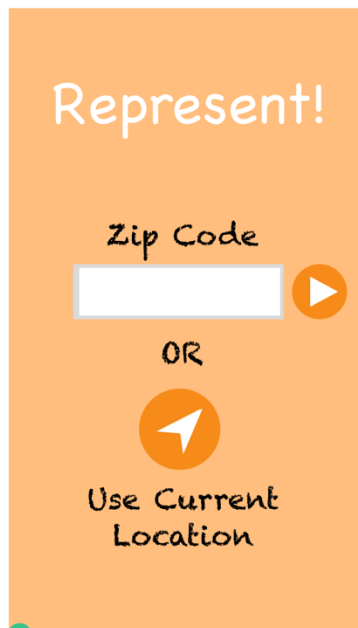 Represent!
Zip Code
OR
Use Current
Location